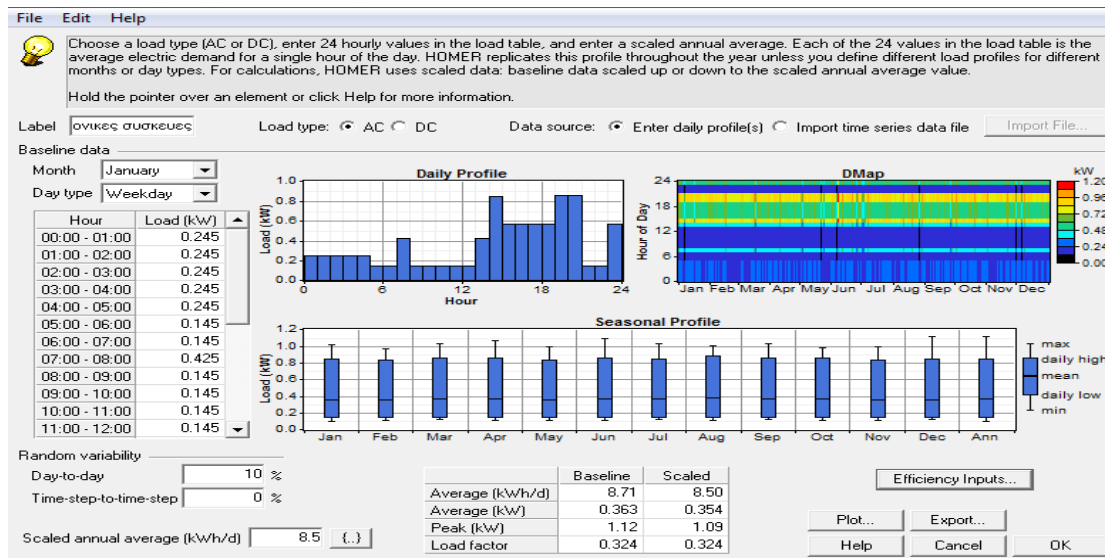 File Edit Help
Choose a load type (AC or DC), enter 24 hourly values in the load table, and enter a scaled annual average. Each of the 24 values in the load table is the
average electric demand for a single hour of the day. HOMER replicates this profile throughout the year unless you define different load profiles for different
months or day types. For calculations, HOMER uses scaled data: baseline data scaled up or down to the scaled annual average value.
Hold the pointer over an element or click Help for more information.
Label ονικες συσκευες Load type: AC DC Data source: Enter daily profile(s) Import time series data file Import File...
Baseline data
Month January
Day type Weekday
Hour Load (kW)
00:00 - 01:00 0.245
01:00 - 02:00 0.245
02:00 - 03:00 0.245
03:00 - 04:00 0.245
04:00 - 05:00 0.245
05:00 - 06:00 0.145
06:00 - 07:00 0.145
07:00 - 08:00 0.425
08:00 - 09:00 0.145
09:00 - 10:00 0.145
10:00 - 11:00 0.145
11:00 - 12:00 0.145
Daily Profile
Load (kW)
1.0
0.8
0.6
0.4
0.2
0.0
0 6 12 18 24
Hour
DMap
Hour of Day
24
18
12
6
0
Jan Feb Mar Apr May Jun Jul Aug Sep Oct Nov Dec
kW
1.20
0.96
0.72
0.48
0.24
0.00
Seasonal Profile
Load (kW)
1.2
1.0
0.8
0.6
0.4
0.2
0.0
Jan Feb Mar Apr May Jun Jul Aug Sep Oct Nov Dec Ann
max
daily high
mean
daily low
min
Random variability
Day-to-day 10 %
Time-step-to-time-step 0 %
Scaled annual average (kWh/d) 8.5 {..}
Baseline Scaled
Average (kWh/d) 8.71 8.50
Average (kW) 0.363 0.354
Peak (kW) 1.12 1.09
Load factor 0.324 0.324
Efficiency Inputs...
Plot... Export...
Help Cancel OK